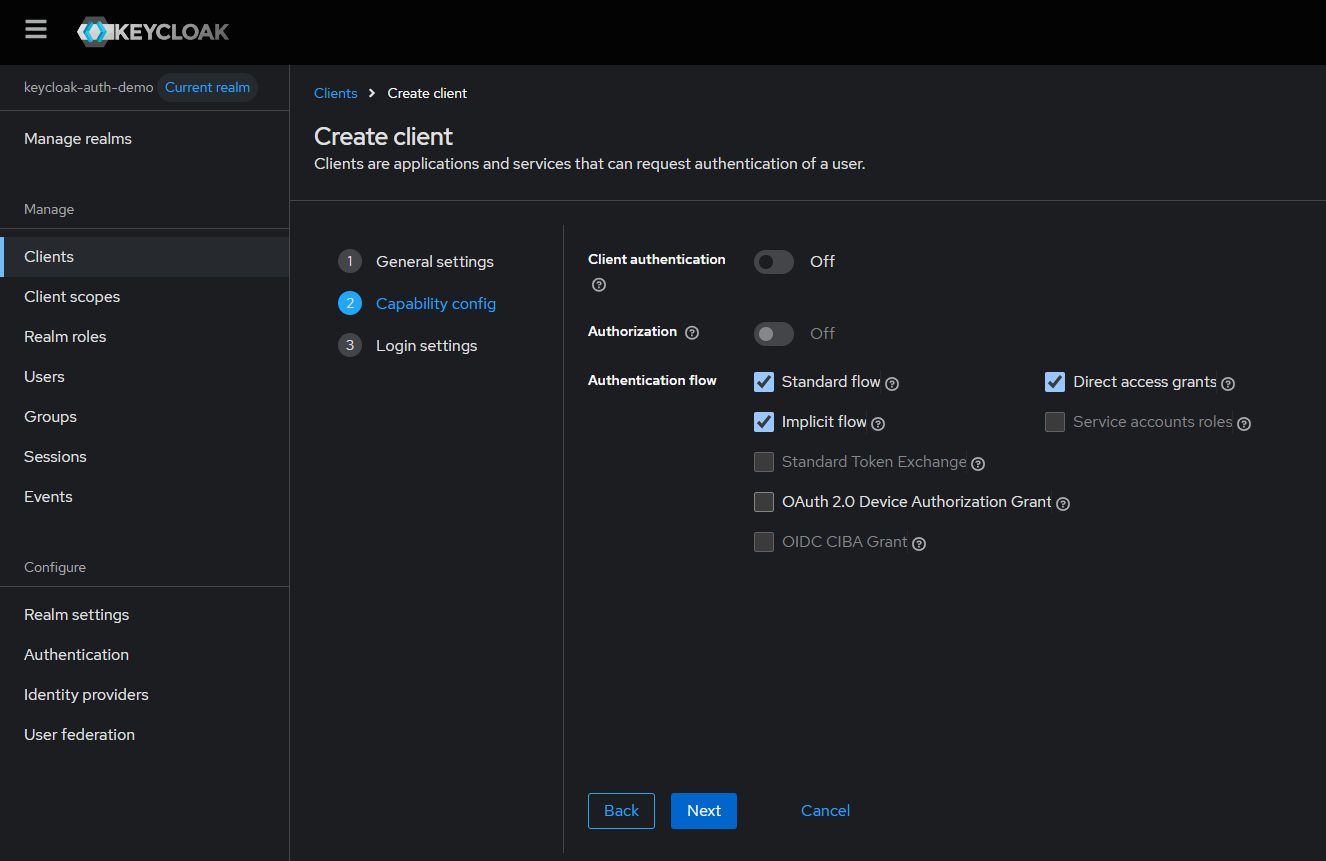 KEYCLOAK
keycloak-auth-demo Current realm
Manage realms
Manage
Clients
Client scopes
Realm roles
Users
Groups
Sessions
Events
Configure
Realm settings
Authentication
Identity providers
User federation
Clients > Create client
Create client
Clients are applications and services that can request authentication of a user.
1 General settings
2 Capability config
3 Login settings
Client authentication ? Off
Authorization ? Off
Authentication flow
Standard flow ? Direct access grants ?
Implicit flow ? Service accounts roles ?
Standard Token Exchange ?
OAuth 2.0 Device Authorization Grant ?
OIDC CIBA Grant ?
Back Next Cancel